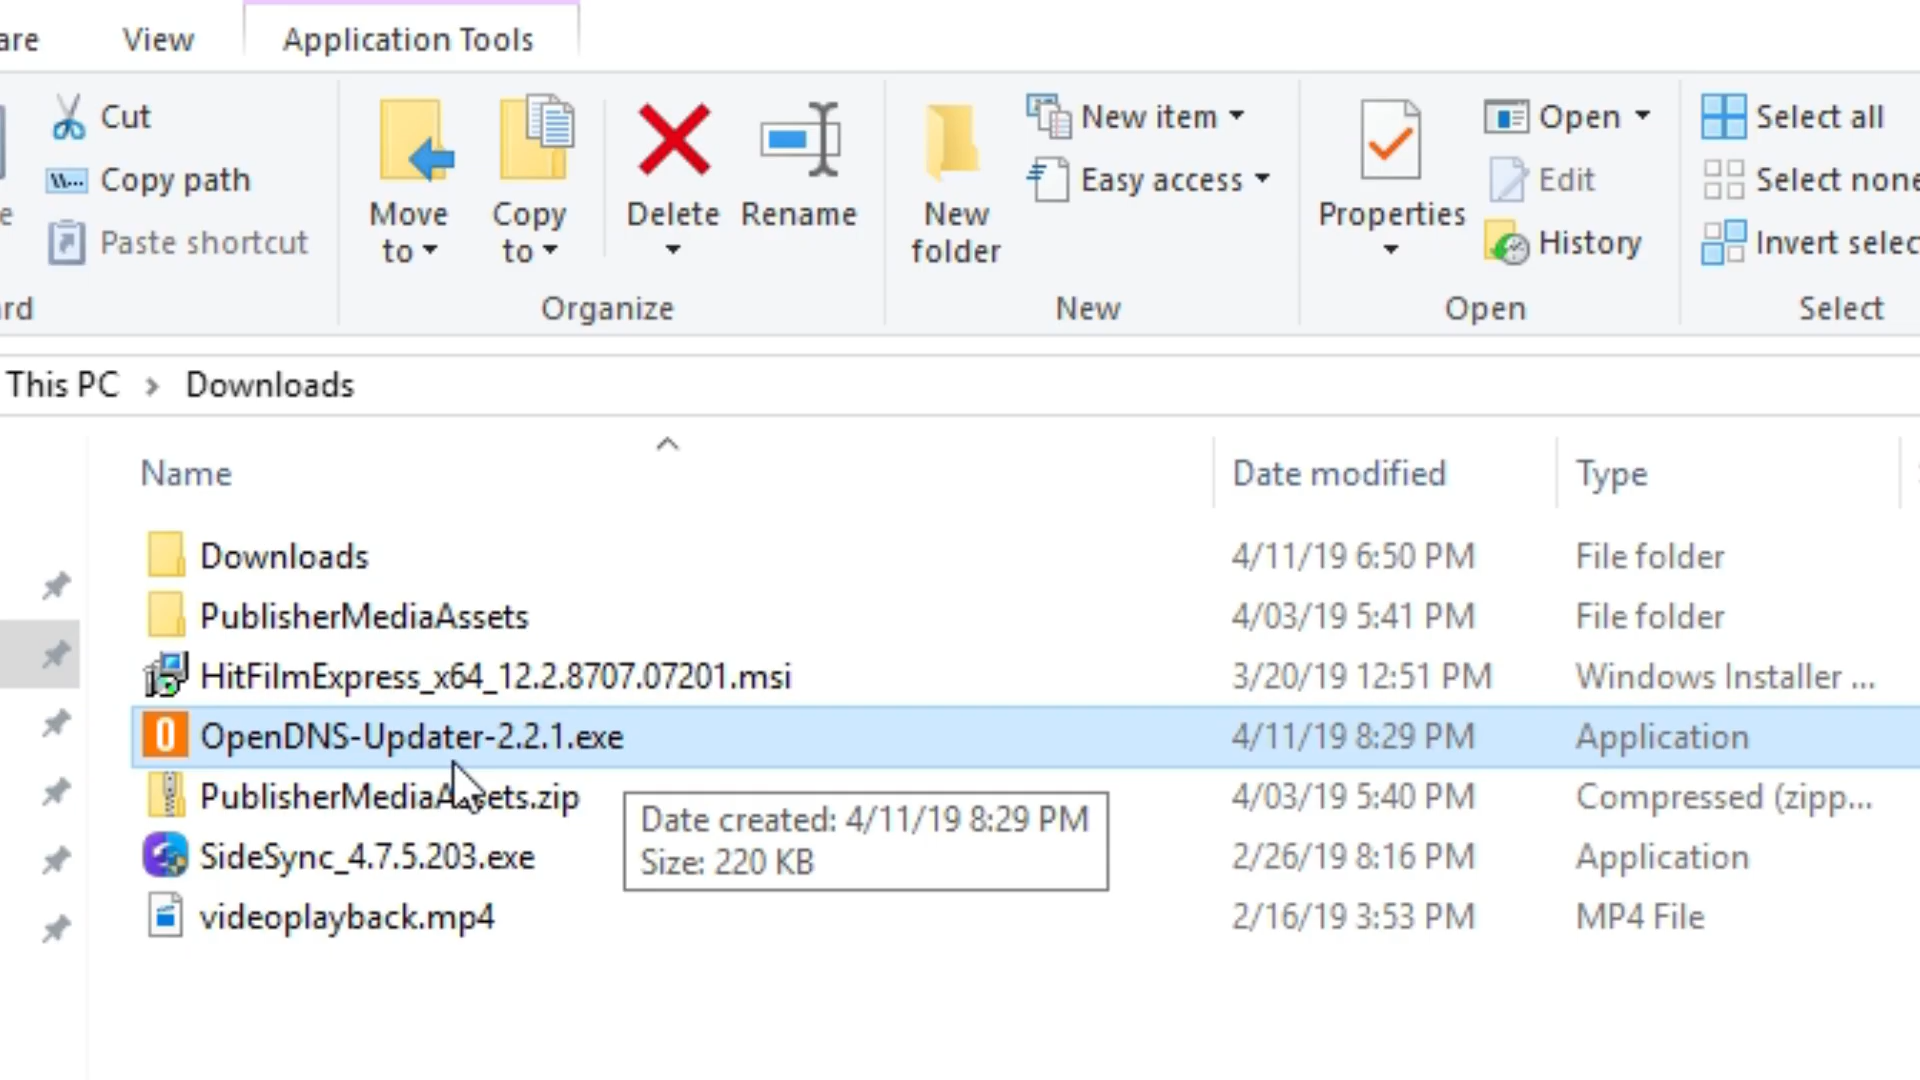 are View Application Tools
Cut
Copy path
Paste shortcut
rd
Move to
Copy to
Delete
Rename
Organize
New folder
New item
Easy access
New
Properties
Open
Edit
History
Open
Select all
Select none
Invert selec
Select
This PC > Downloads
Name Date modified Type
Downloads 4/11/19 6:50 PM File folder
PublisherMediaAssets 4/03/19 5:41 PM File folder
HitFilmExpress_x64_12.2.8707.07201.msi 3/20/19 12:51 PM Windows Installer ...
OpenDNS-Updater-2.2.1.exe 4/11/19 8:29 PM Application
PublisherMediaAssets.zip 4/03/19 5:40 PM Compressed (zipp...
Date created: 4/11/19 8:29 PM
Size: 220 KB
SideSync_4.7.5.203.exe 2/26/19 8:16 PM Application
videoplayback.mp4 2/16/19 3:53 PM MP4 File